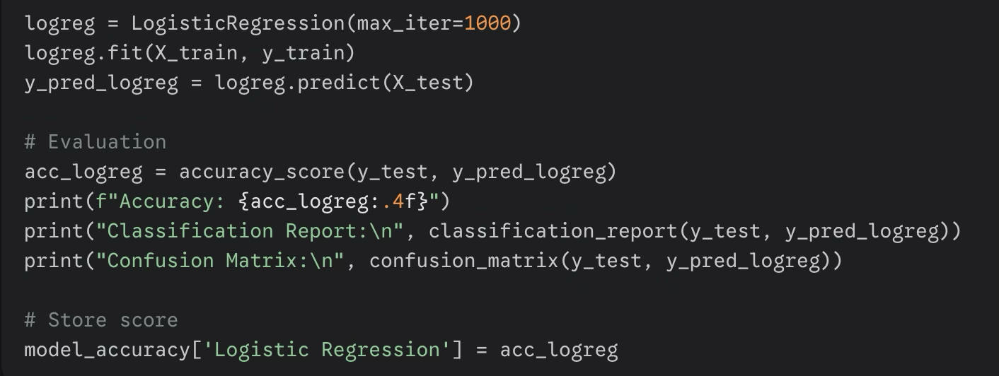 logreg = LogisticRegression(max_iter=1000)
logreg.fit(X_train, y_train)
y_pred_logreg = logreg.predict(X_test)
# Evaluation
acc_logreg = accuracy_score(y_test, y_pred_logreg)
print(f"Accuracy: {acc_logreg:.4f}")
print("Classification Report:\n", classification_report(y_test, y_pred_logreg))
print("Confusion Matrix:\n", confusion_matrix(y_test, y_pred_logreg))
# Store score
model_accuracy['Logistic Regression'] = acc_logreg